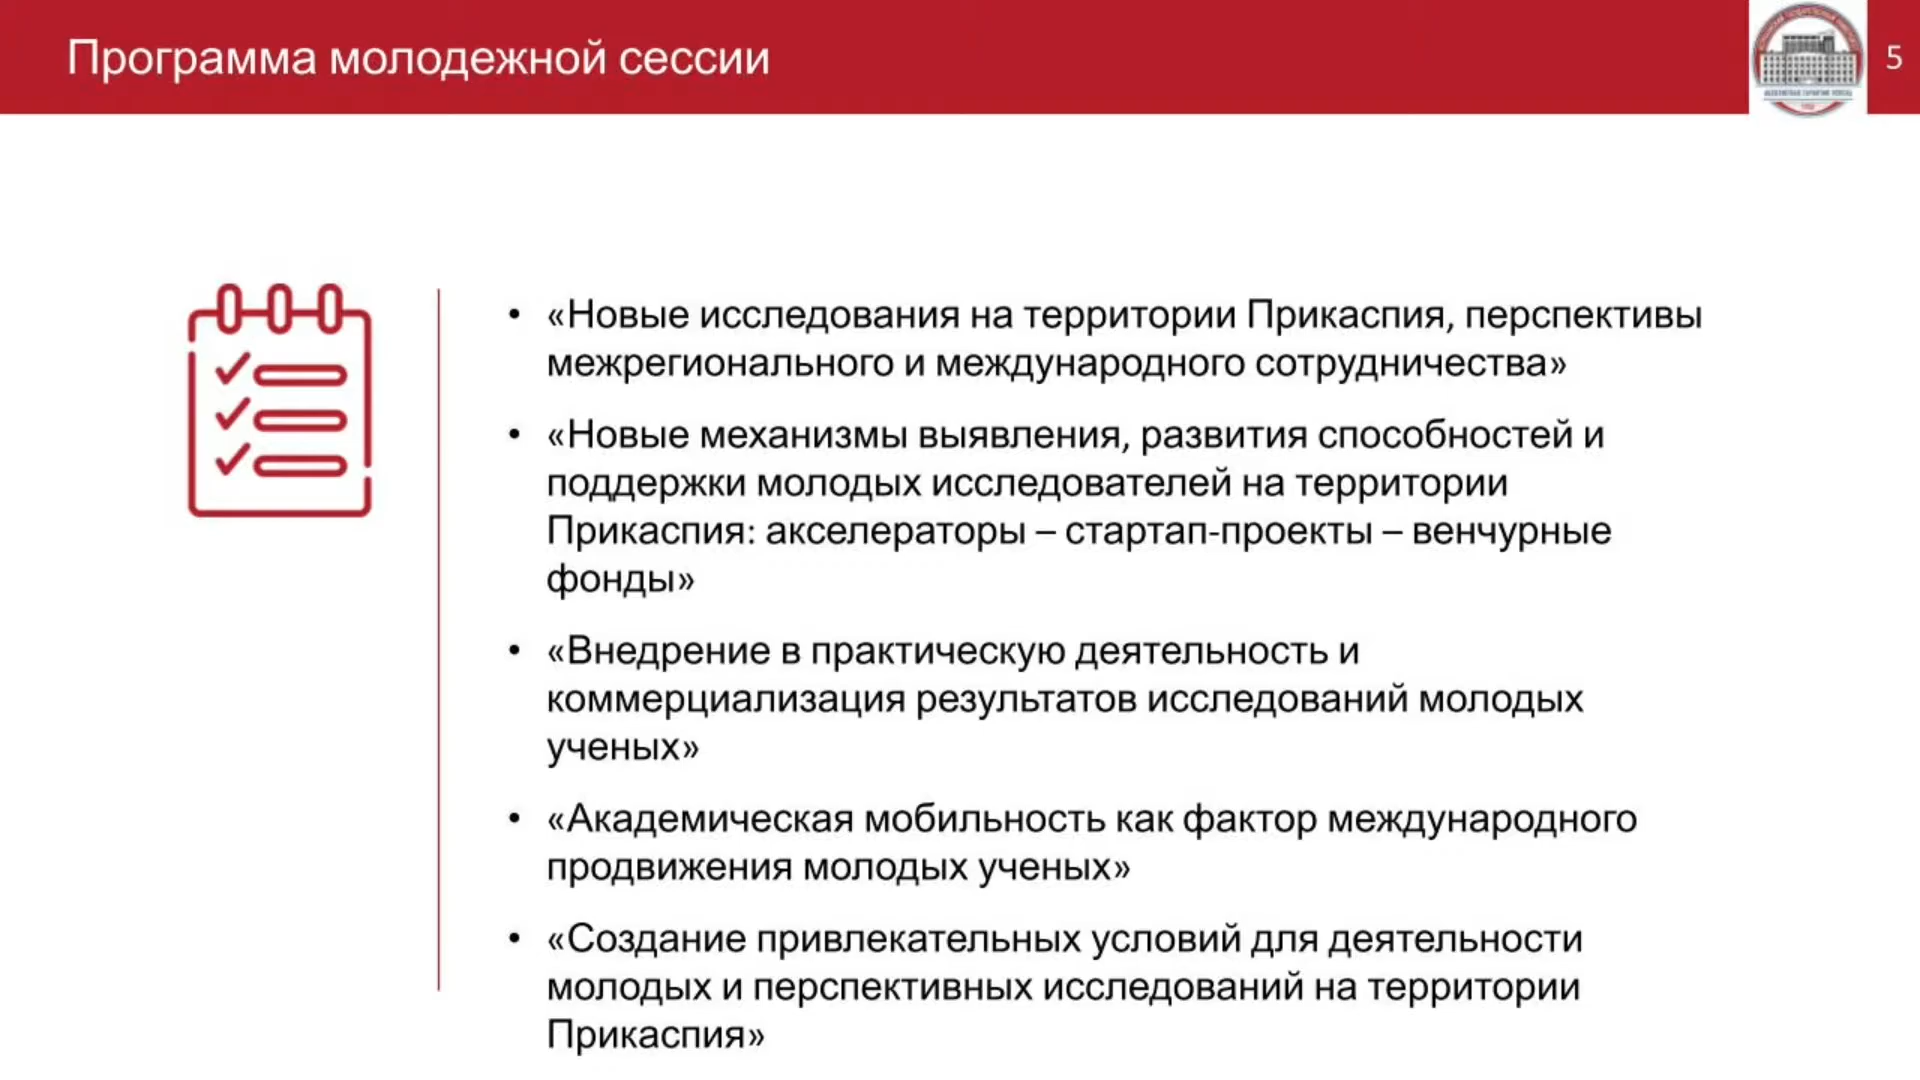 Программа молодежной сессии
5
• «Новые исследования на территории Прикаспия, перспективы
межрегионального и международного сотрудничества»
• «Новые механизмы выявления, развития способностей и
поддержки молодых исследователей на территории
Прикаспия: акселераторы – стартап-проекты – венчурные
фонды»
• «Внедрение в практическую деятельность и
коммерциализация результатов исследований молодых
ученых»
• «Академическая мобильность как фактор международного
продвижения молодых ученых»
• «Создание привлекательных условий для деятельности
молодых и перспективных исследований на территории
Прикаспия»